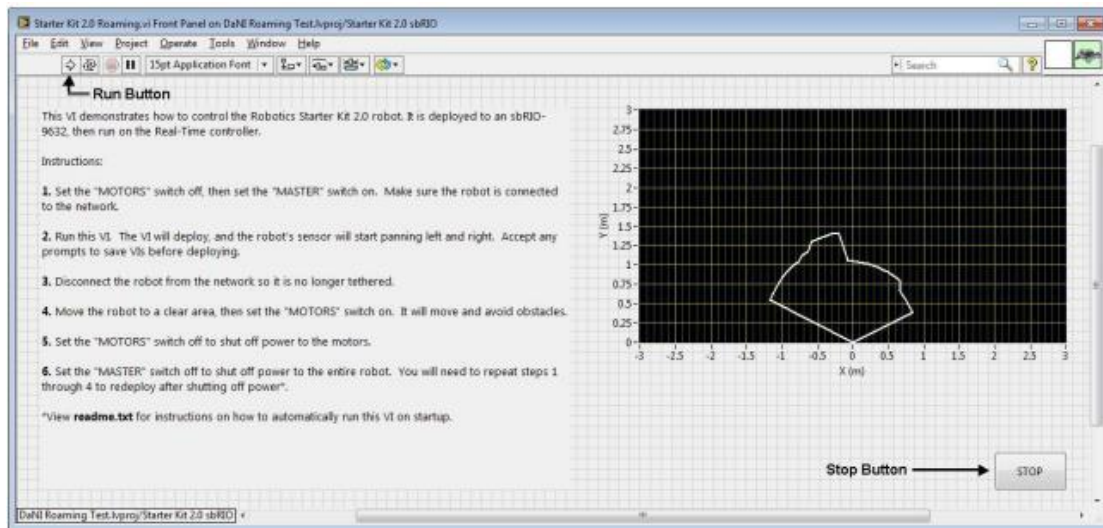 Starter Kit 2.0 Roaming.vi Front Panel on DaNI Roaming Test.lvproj/Starter Kit 2.0 sbRIO
File Edit View Project Operate Tools Window Help
15pt Application Font
Search
Run Button
This VI demonstrates how to control the Robotics Starter Kit 2.0 robot. It is deployed to an sbRIO-
9632, then run on the Real-Time controller.
Instructions:
1. Set the "MOTORS" switch off, then set the "MASTER" switch on. Make sure the robot is connected
to the network.
2. Run this VI. The VI will deploy, and the robot's sensor will start panning left and right. Accept any
prompts to save VIs before deploying.
3. Disconnect the robot from the network so it is no longer tethered.
4. Move the robot to a clear area, then set the "MOTORS" switch on. It will move and avoid obstacles.
5. Set the "MOTORS" switch off to shut off power to the motors.
6. Set the "MASTER" switch off to shut off power to the entire robot. You will need to repeat steps 1
through 4 to redeploy after shutting off power*.
*View readme.txt for instructions on how to automatically run this VI on startup.
Y (m)
3
2.75
2.5
2.25
2
1.75
1.5
1.25
1
0.75
0.5
0.25
0
-3 -2.5 -2 -1.5 -1 -0.5 0 0.5 1 1.5 2 2.5 3
X (m)
Stop Button
STOP
DaNI Roaming Test.lvproj/Starter Kit 2.0 sbRIO